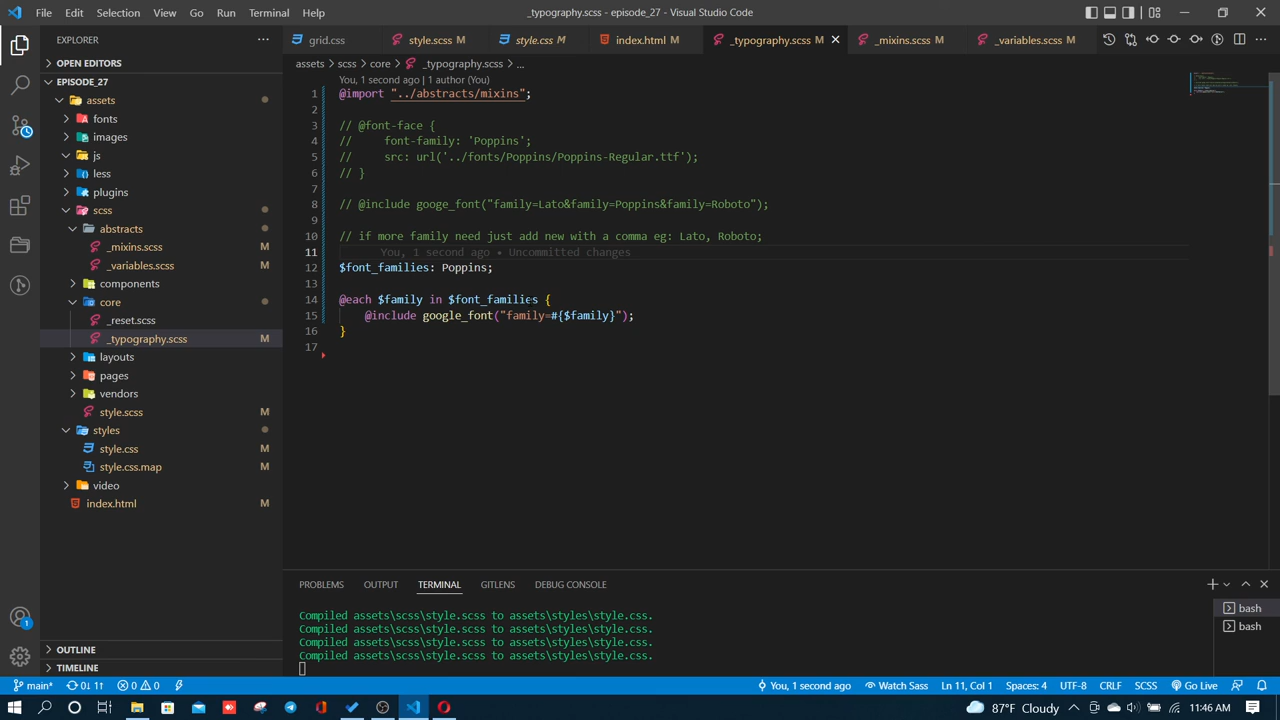 File Edit Selection View Go Run Terminal Help
_typography.scss - episode_27 - Visual Studio Code
EXPLORER
OPEN EDITORS
EPISODE_27
assets
fonts
images
js
less
plugins
scss
abstracts
_mixins.scss M
_variables.scss M
components
core
_reset.scss
_typography.scss M
layouts
pages
vendors
style.scss M
styles
style.css M
style.css.map M
video
index.html M
OUTLINE
TIMELINE
grid.css style.scss M style.css M index.html M _typography.scss M _mixins.scss M _variables.scss M
assets > scss > core > _typography.scss > ...
You, 1 second ago | 1 author (You)
1 @import "../abstracts/mixins";
2
3 // @font-face {
4 // font-family: 'Poppins';
5 // src: url('../fonts/Poppins/Poppins-Regular.ttf');
6 // }
7
8 // @include googe_font("family=Lato&family=Poppins&family=Roboto");
9
10 // if more family need just add new with a comma eg: Lato, Roboto;
11 You, 1 second ago • Uncommitted changes
12 $font_families: Poppins;
13
14 @each $family in $font_families {
15 @include google_font("family=#{$family}");
16 }
17
PROBLEMS OUTPUT TERMINAL GITLENS DEBUG CONSOLE
Compiled assets\scss\style.scss to assets\styles\style.css.
Compiled assets\scss\style.scss to assets\styles\style.css.
Compiled assets\scss\style.scss to assets\styles\style.css.
Compiled assets\scss\style.scss to assets\styles\style.css.
bash
bash
main* 0↓ 1↑ 0 0 You, 1 second ago Watch Sass Ln 11, Col 1 Spaces: 4 UTF-8 CRLF SCSS Go Live
87°F Cloudy 11:46 AM